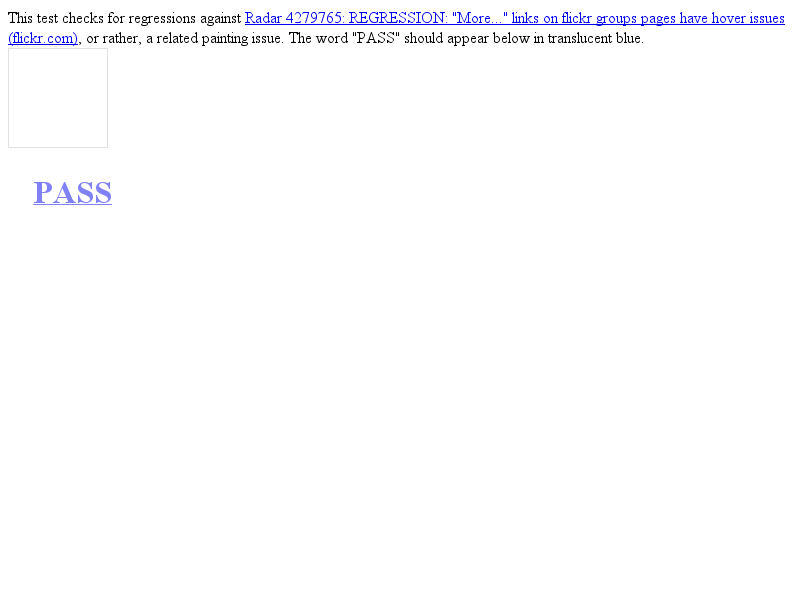 This test checks for regressions against Radar 4279765: REGRESSION: "More..." links on flickr groups pages have hover issues
(flickr.com), or rather, a related painting issue. The word "PASS" should appear below in translucent blue.
PASS